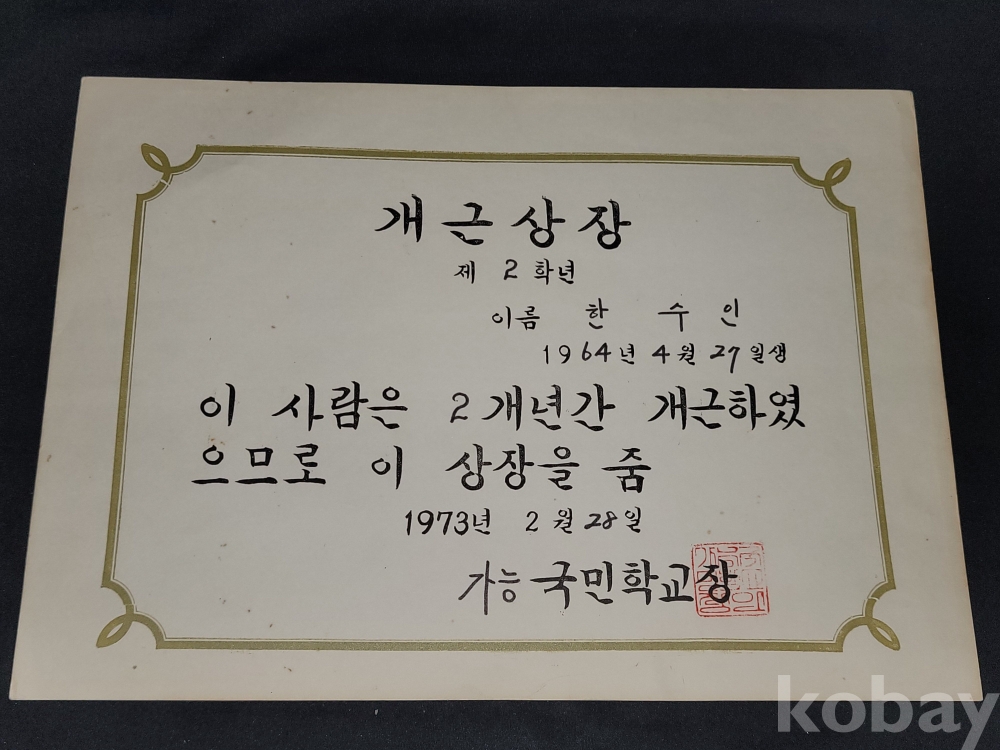 개근상장
제 2 학년
이름 한 수 인
1964년 4월 27일생
이 사람은 2개년간 개근하였
으므로 이 상장을 줌
1973년 2월 28일
가능 국민학교장
kobay